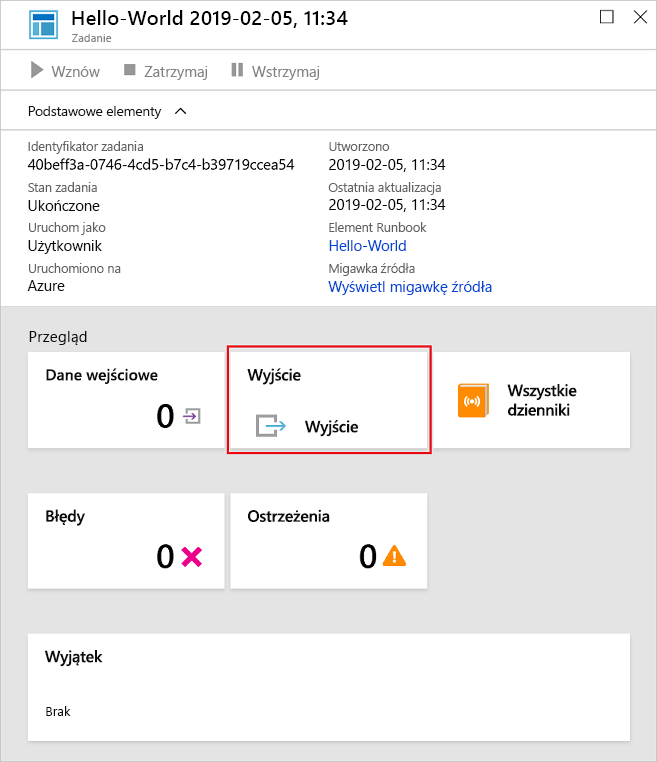 Hello-World 2019-02-05, 11:34
Zadanie
Wznów Zatrzymaj Wstrzymaj
Podstawowe elementy
Identyfikator zadania
40beff3a-0746-4cd5-b7c4-b39719ccea54
Stan zadania
Ukończone
Uruchom jako
Użytkownik
Uruchomiono na
Azure
Utworzono
2019-02-05, 11:34
Ostatnia aktualizacja
2019-02-05, 11:34
Element Runbook
Hello-World
Migawka źródła
Wyświetl migawkę źródła
Przegląd
Dane wejściowe
0
Wyjście
Wyjście
Wszystkie
dzienniki
Błędy
0
Ostrzeżenia
0
Wyjątek
Brak